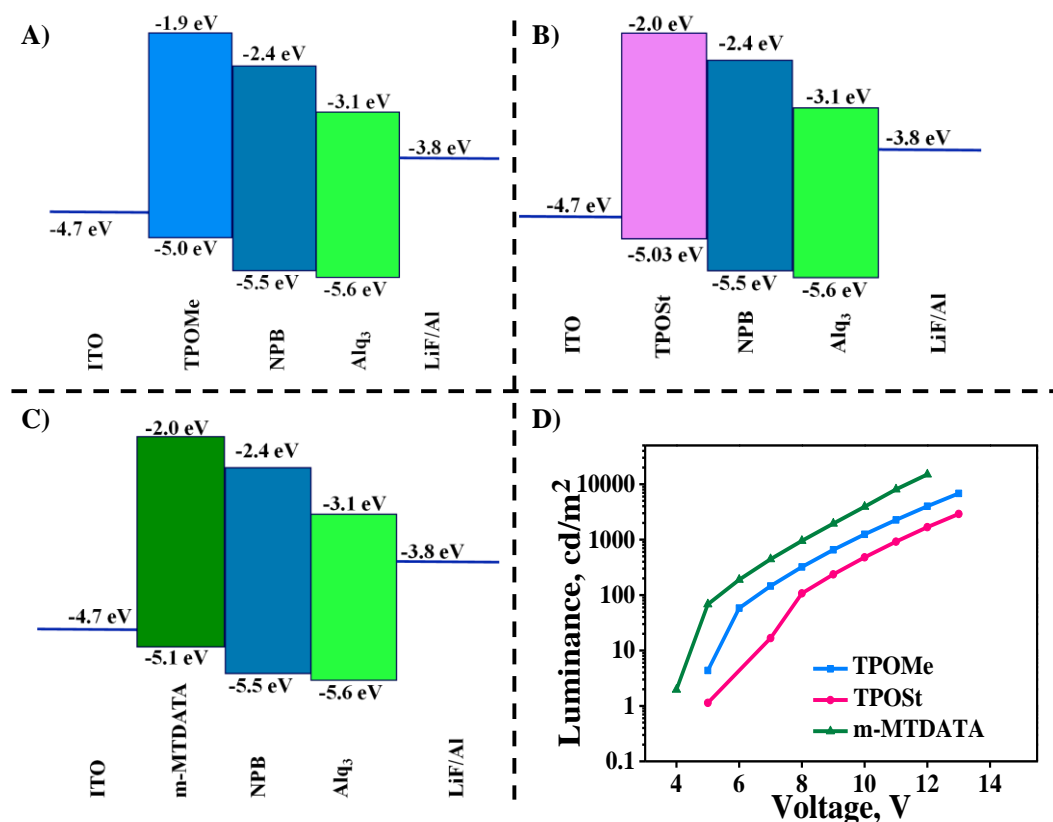 A)
-1.9 eV
-2.4 eV
-3.1 eV
-3.8 eV
-4.7 eV
-5.0 eV
-5.5 eV
-5.6 eV
ITO
TPOMe
NPB
Alq₃
LiF/Al
B)
-2.0 eV
-2.4 eV
-3.1 eV
-3.8 eV
-4.7 eV
-5.03 eV
-5.5 eV
-5.6 eV
ITO
TPOSt
NPB
Alq₃
LiF/Al
C)
-2.0 eV
-2.4 eV
-3.1 eV
-3.8 eV
-4.7 eV
-5.1 eV
-5.5 eV
-5.6 eV
ITO
m-MTDATA
NPB
Alq₃
LiF/Al
D)
Luminance, cd/m²
10000
1000
100
10
1
0.1
TPOMe
TPOSt
m-MTDATA
4 6 8 10 12 14
Voltage, V